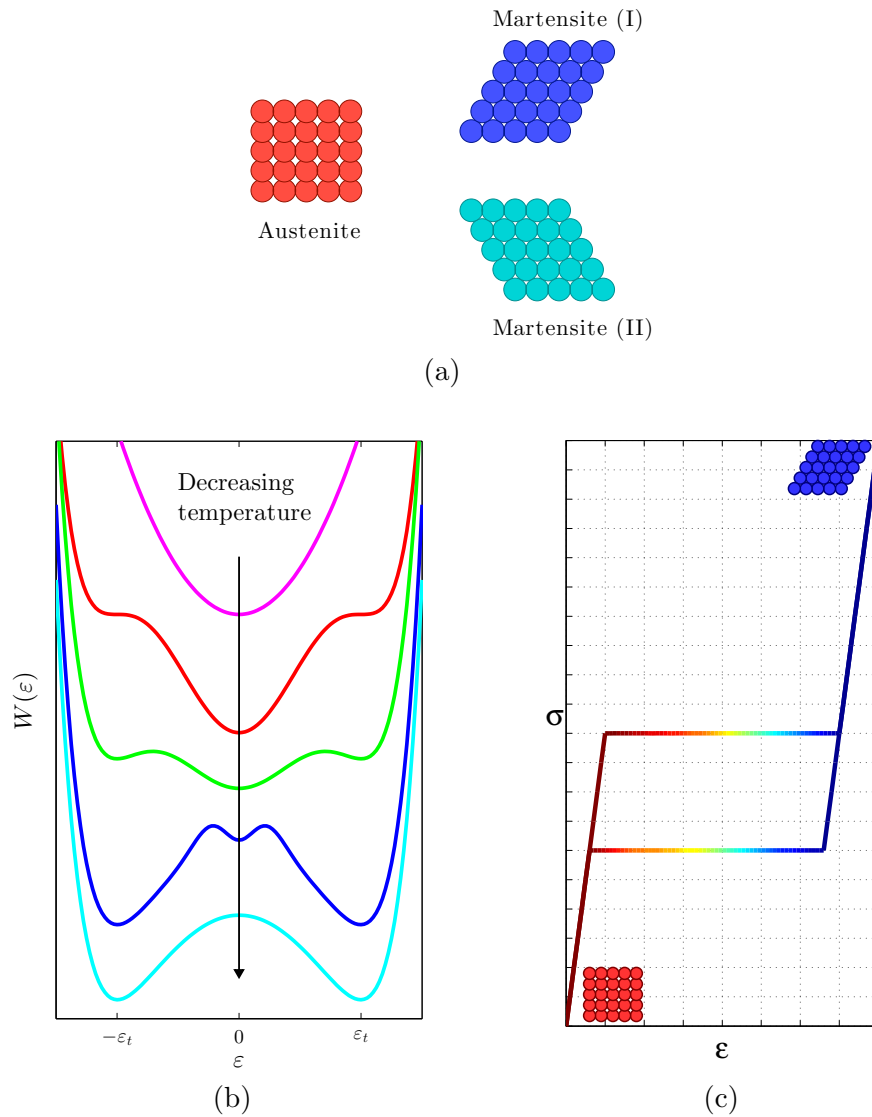 Martensite (I)
Austenite
Martensite (II)
(a)
Decreasing
temperature
W(ε)
−εt
0
εt
ε
(b)
σ
ε
(c)